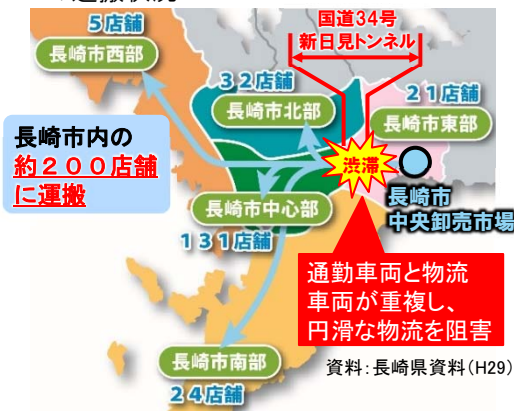 国道34号
新日見トンネル
5店舗
長崎市西部
32店舗
長崎市北部
21店舗
長崎市東部
長崎市内の
約200店舗
に運搬
渋滞
長崎市
中央卸売市場
長崎市中心部
131店舗
通勤車両と物流
車両が重複し、
円滑な物流を阻害
長崎市南部
24店舗
資料:長崎県資料(H29)